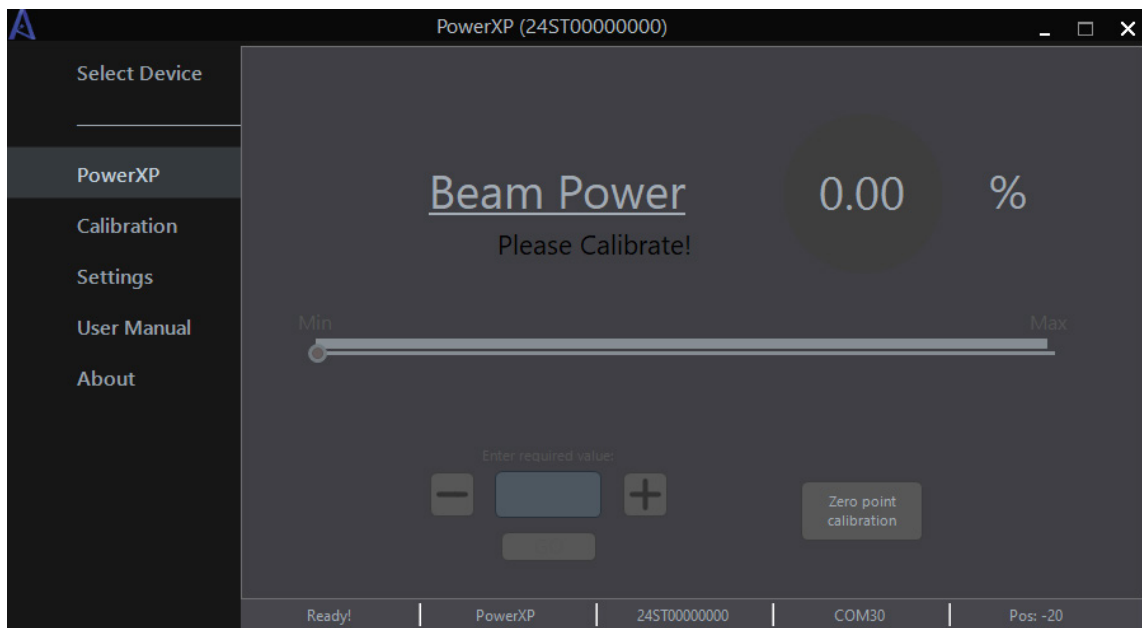 PowerXP (24ST00000000)
Select Device
PowerXP
Calibration
Settings
User Manual
About
Beam Power 0.00 %
Please Calibrate!
Min Max
Enter required value:
Zero point
calibration
Ready! PowerXP 24ST00000000 COM30 Pos: -20